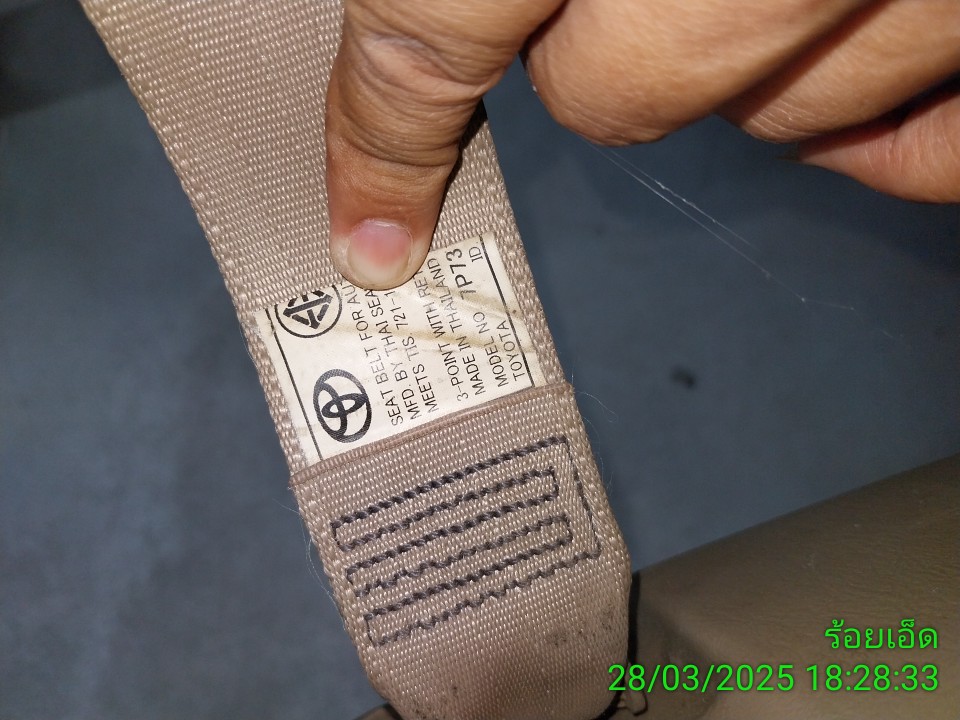 SEAT BELT FOR AU
MFD BY THAI SEA
MEETS TIS. 721-
3-POINT WITH RE
MADE IN THAILAND
MODEL NO 7P73
TOYOTA ID.
ร้อยเอ็ด
28/03/2025 18:28:33